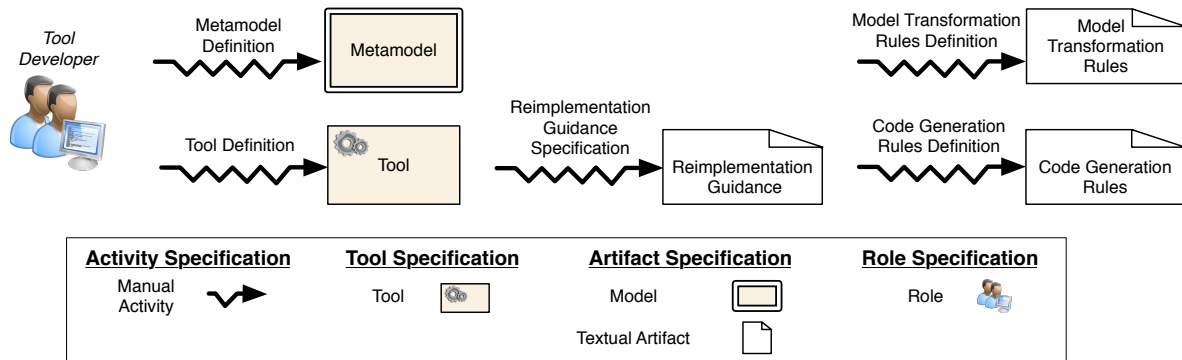 Tool
Developer
Metamodel
Definition
Metamodel
Model Transformation
Rules Definition
Model
Transformation
Rules
Tool Definition
Tool
Reimplementation
Guidance
Specification
Reimplementation
Guidance
Code Generation
Rules Definition
Code Generation
Rules
Activity Specification
Manual
Activity
Tool Specification
Tool
Artifact Specification
Model
Textual Artifact
Role Specification
Role